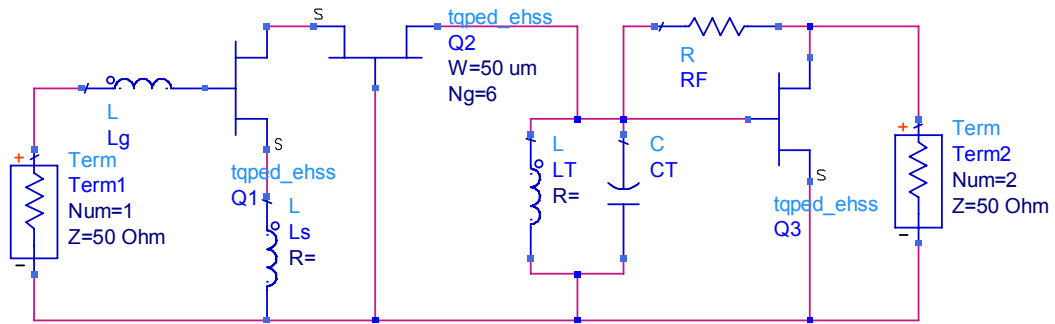 S
tqped_ehss
Q2
W=50 um
Ng=6
R
RF
L
Lg
S
+
Term
Term1
Num=1
Z=50 Ohm
-
tqped_ehss
Q1
L
Ls
R=
L
LT
R=
C
CT
S
tqped_ehss
Q3
+
Term
Term2
Num=2
Z=50 Ohm
-